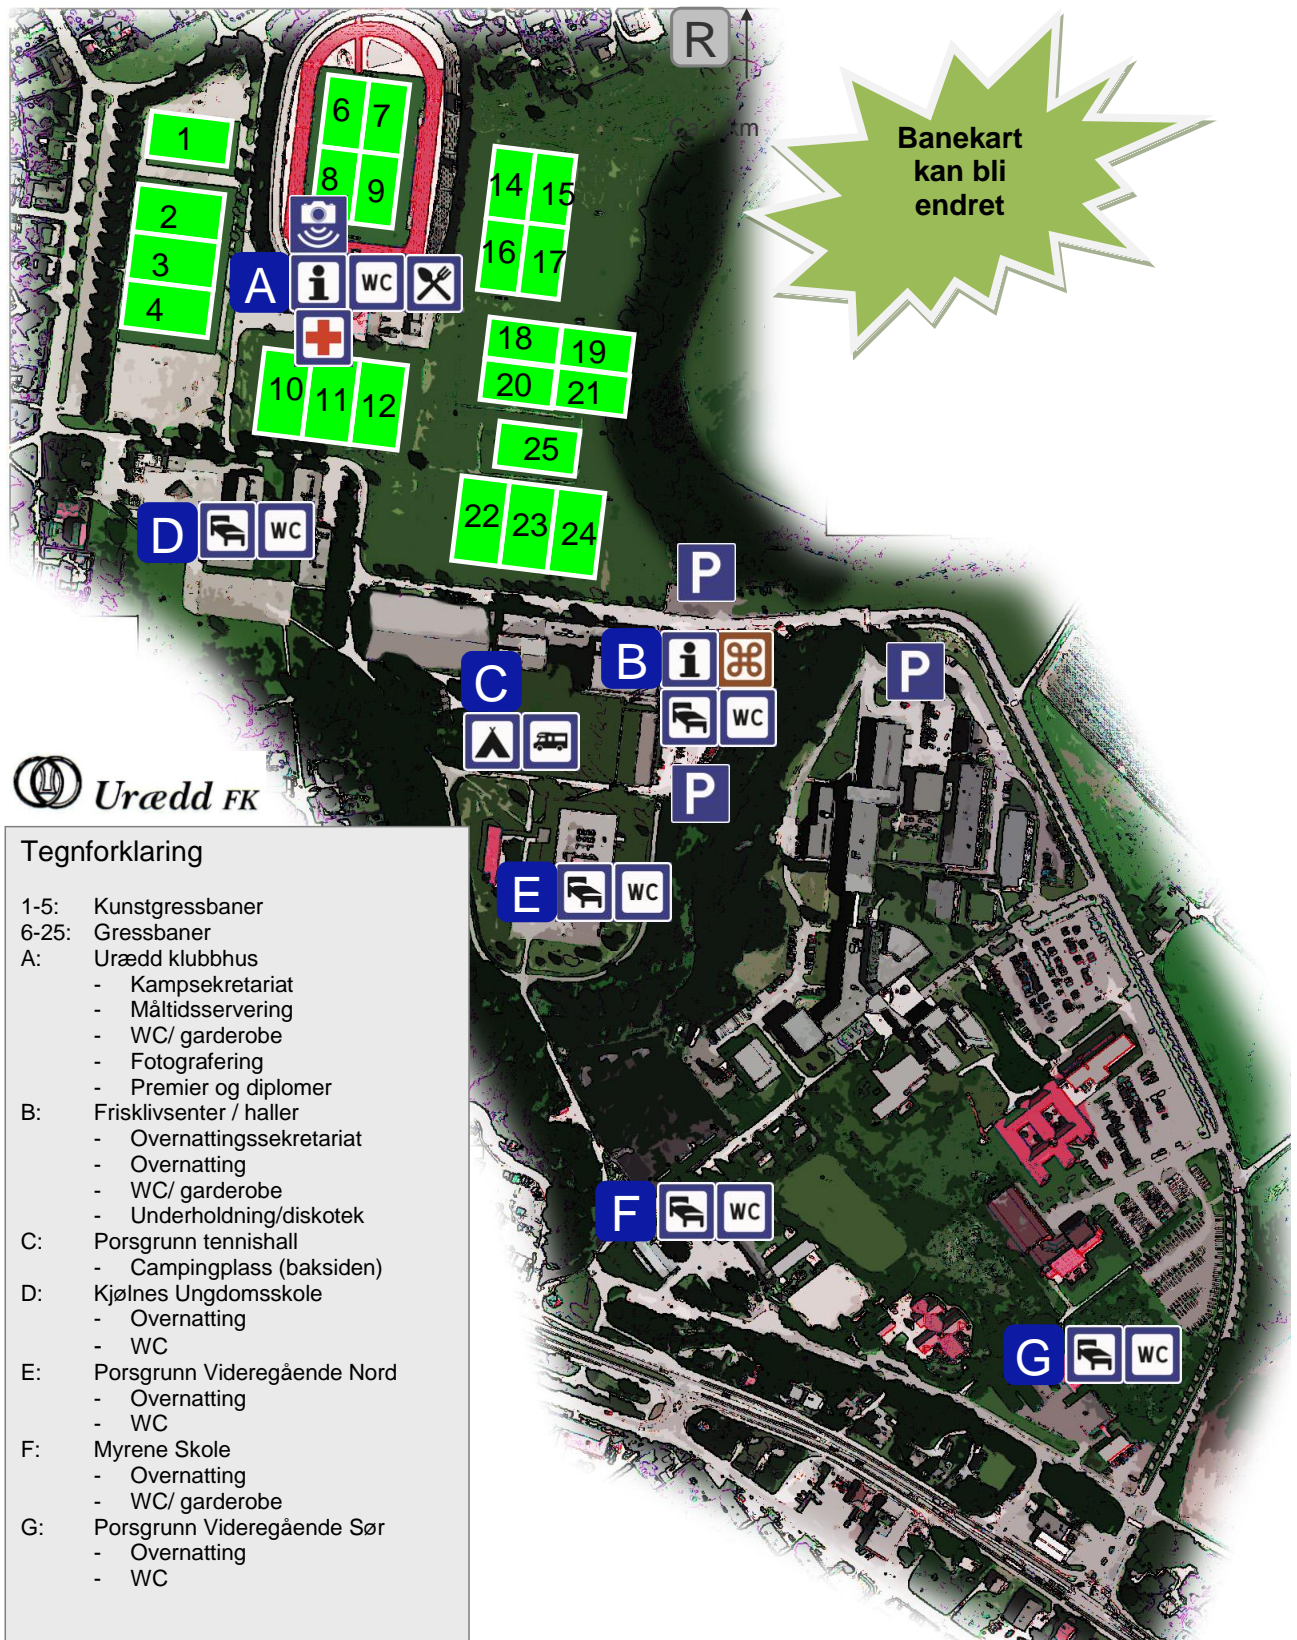 R
km
Banekart
kan bli
endret
1
2
3
4
6 7
8 9
10 11 12
14 15
16 17
18 19
20 21
25
22 23 24
A
i WC
D WC
P
B i
WC
C
P
P
E WC
F WC
G WC
Urædd FK
Tegnforklaring
1-5: Kunstgressbaner
6-25: Gressbaner
A: Urædd klubbhus
- Kampsekretariat
- Måltidsservering
- WC/ garderobe
- Fotografering
- Premier og diplomer
B: Frisklivsenter / haller
- Overnattingssekretariat
- Overnatting
- WC/ garderobe
- Underholdning/diskotek
C: Porsgrunn tennishall
- Campingplass (baksiden)
D: Kjølnes Ungdomsskole
- Overnatting
- WC
E: Porsgrunn Videregående Nord
- Overnatting
- WC
F: Myrene Skole
- Overnatting
- WC/ garderobe
G: Porsgrunn Videregående Sør
- Overnatting
- WC